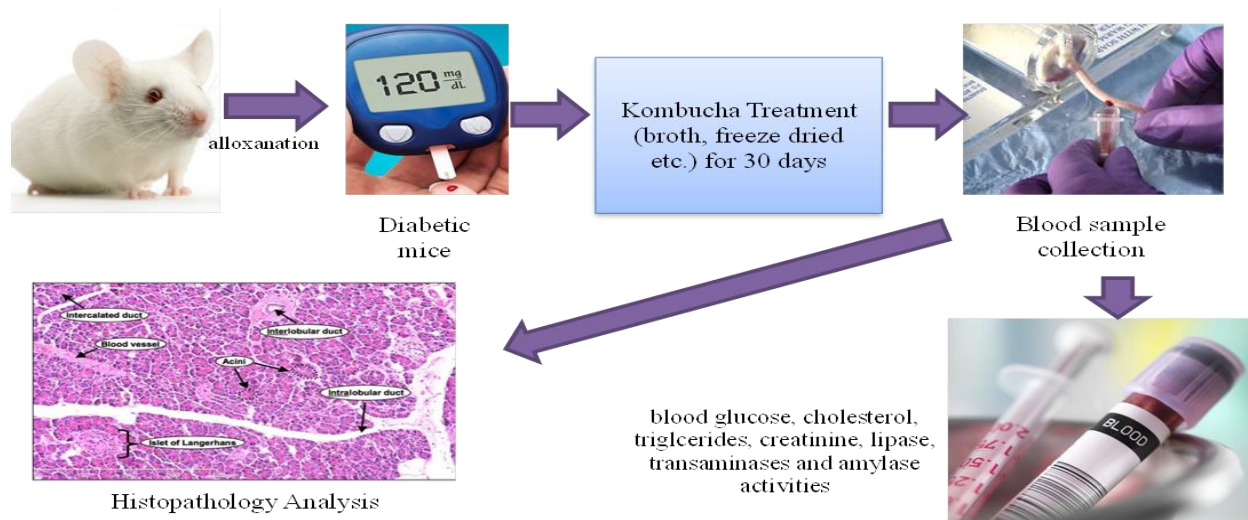 alloxanation
120 mg
dL
Diabetic
mice
Kombucha Treatment
(broth, freeze dried
etc.) for 30 days
Blood sample
collection
Intercalated duct
Interlobular duct
Blood vessel
Acini
Intralobular duct
Islet of Langerhans
Histopathology Analysis
blood glucose, cholesterol,
triglcerides, creatinine, lipase,
transaminases and amylase
activities
BLOOD